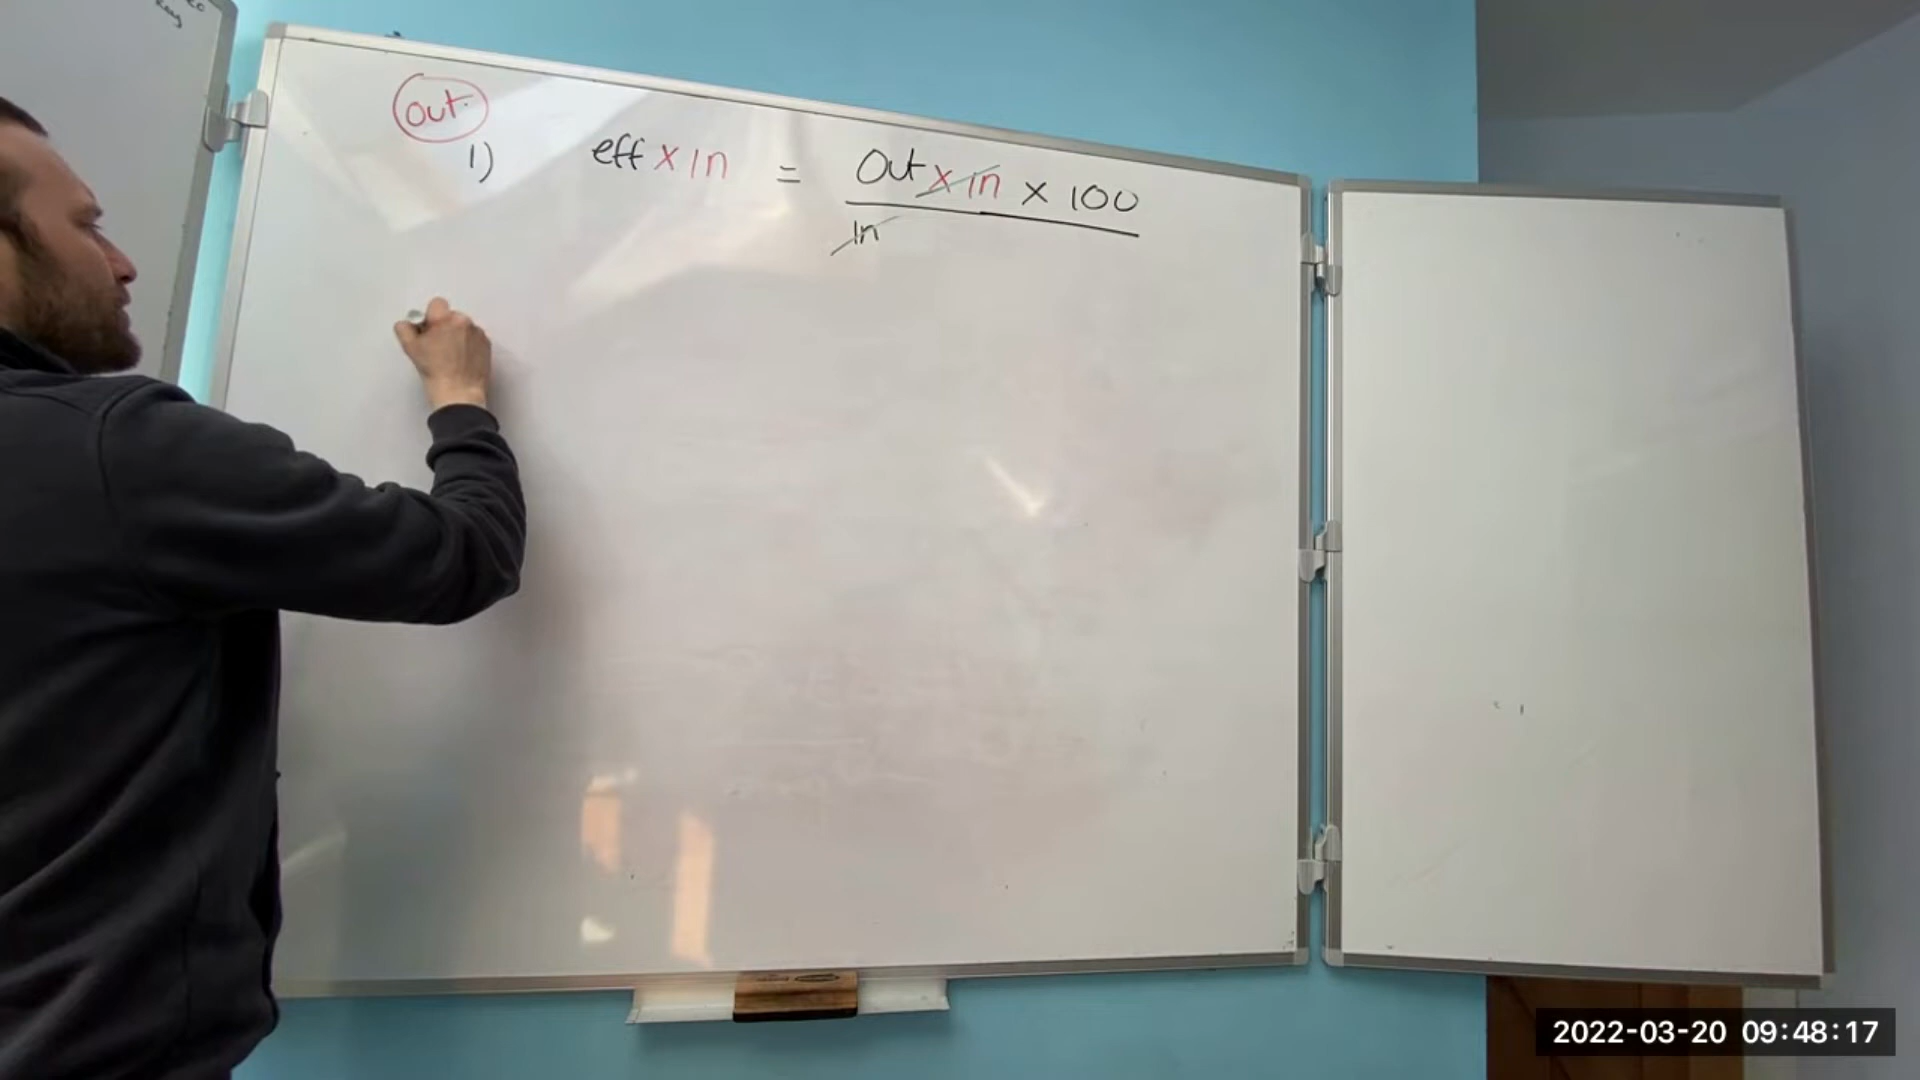 out.
1) eff x in = Out x in x 100
in
2022-03-20 09:48:17